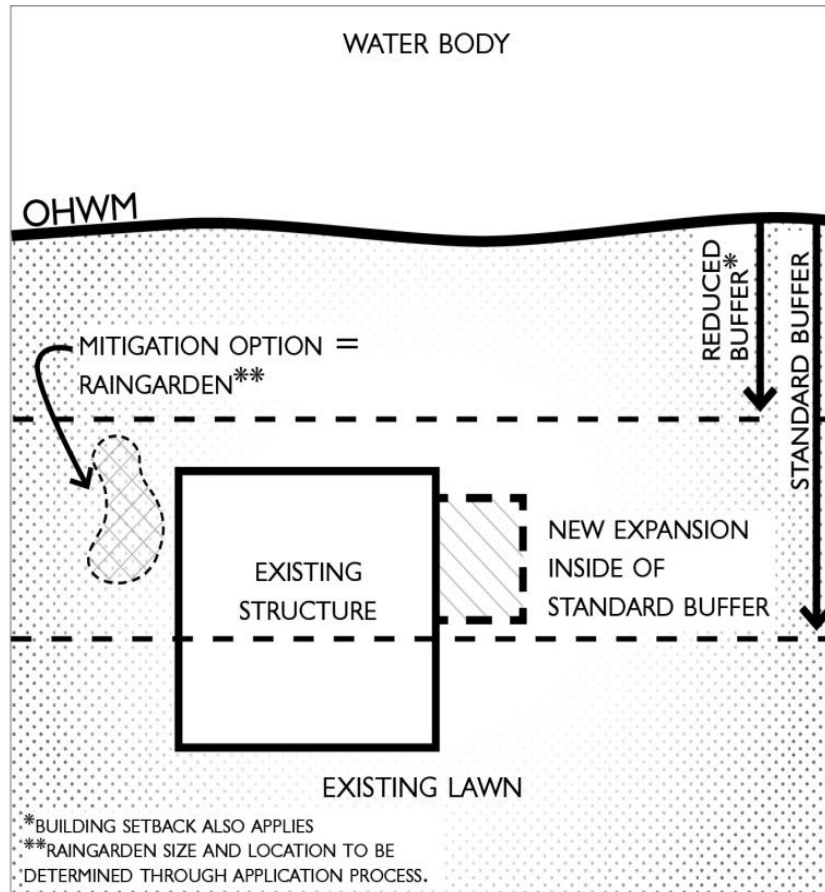 WATER BODY
OHWM
REDUCED
BUFFER*
STANDARD BUFFER
MITIGATION OPTION =
RAINGARDEN**
EXISTING
STRUCTURE
NEW EXPANSION
INSIDE OF
STANDARD BUFFER
EXISTING LAWN
*BUILDING SETBACK ALSO APPLIES
**RAINGARDEN SIZE AND LOCATION TO BE
DETERMINED THROUGH APPLICATION PROCESS.